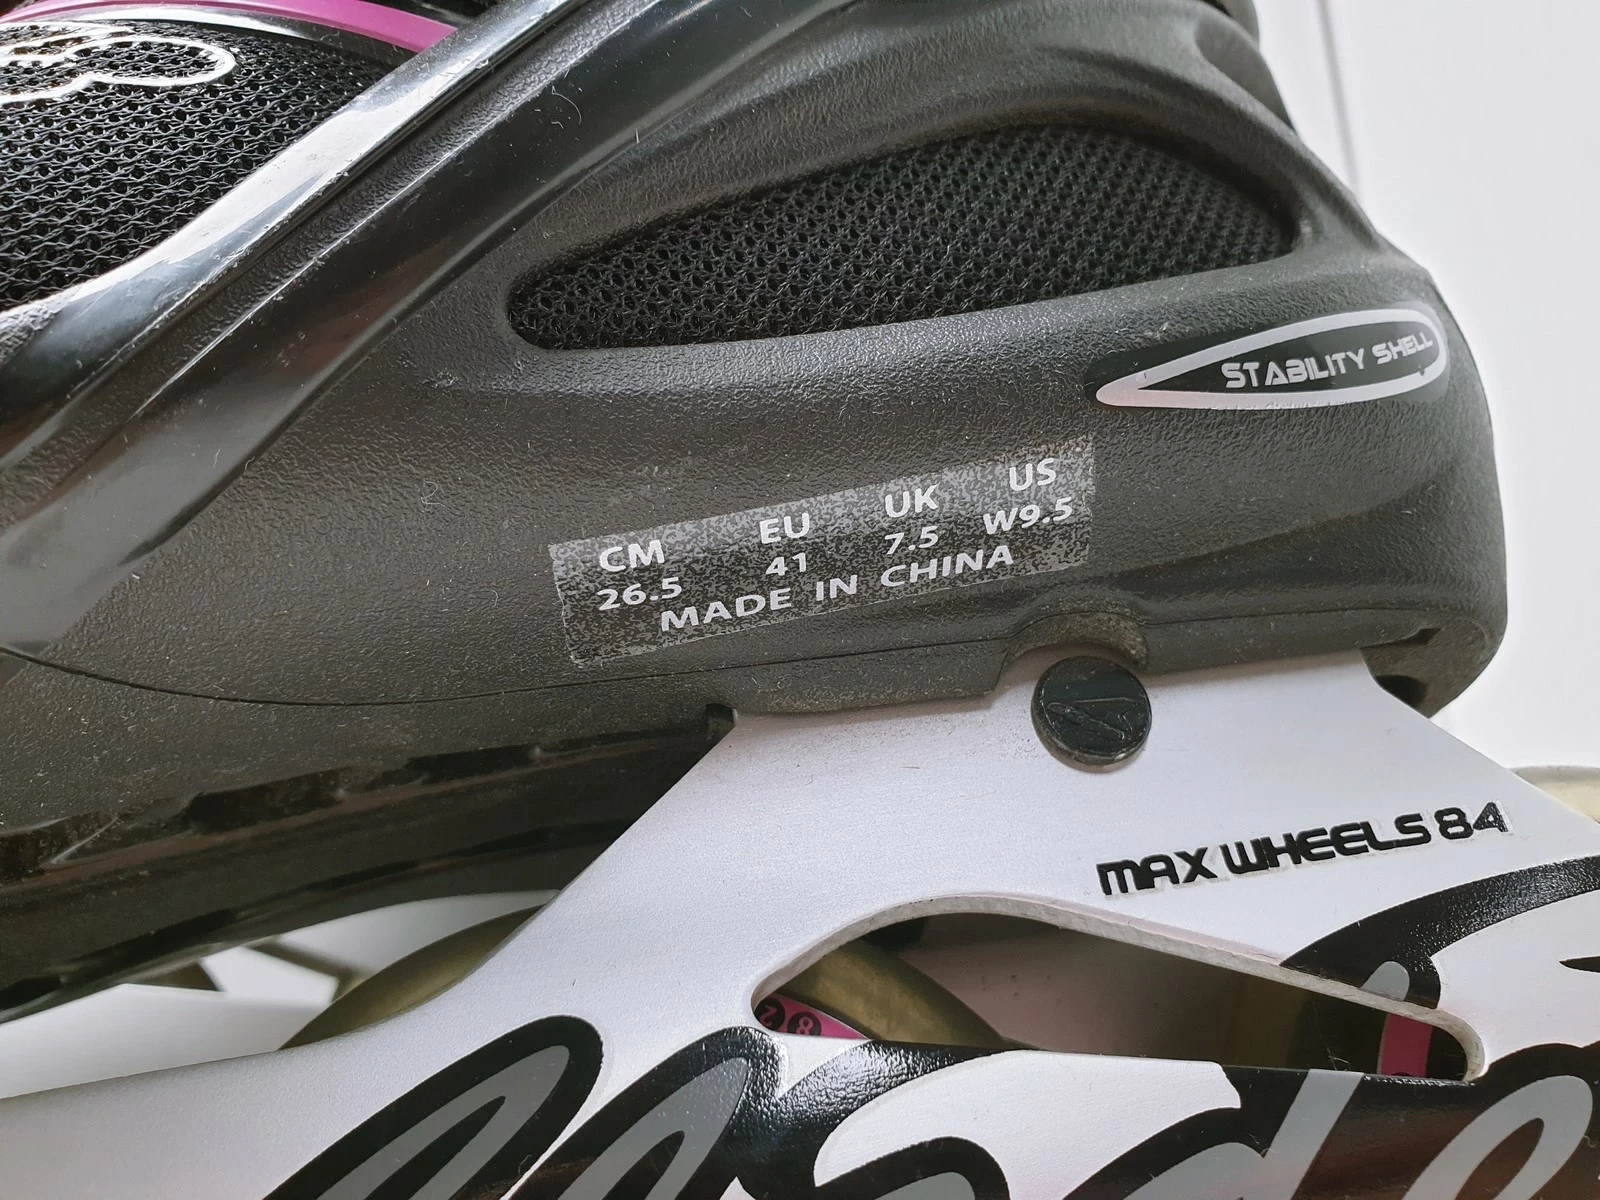 STABILITY SHELL
CM EU UK US
26.5 41 7.5 W9.5
MADE IN CHINA
MAX WHEELS 84
82